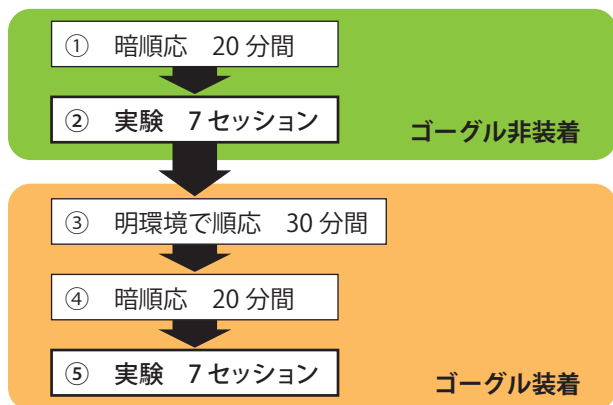 ① 暗順応 20 分間
② 実験 7 セッション
ゴーグル非装着
③ 明環境で順応 30 分間
④ 暗順応 20 分間
⑤ 実験 7 セッション
ゴーグル装着